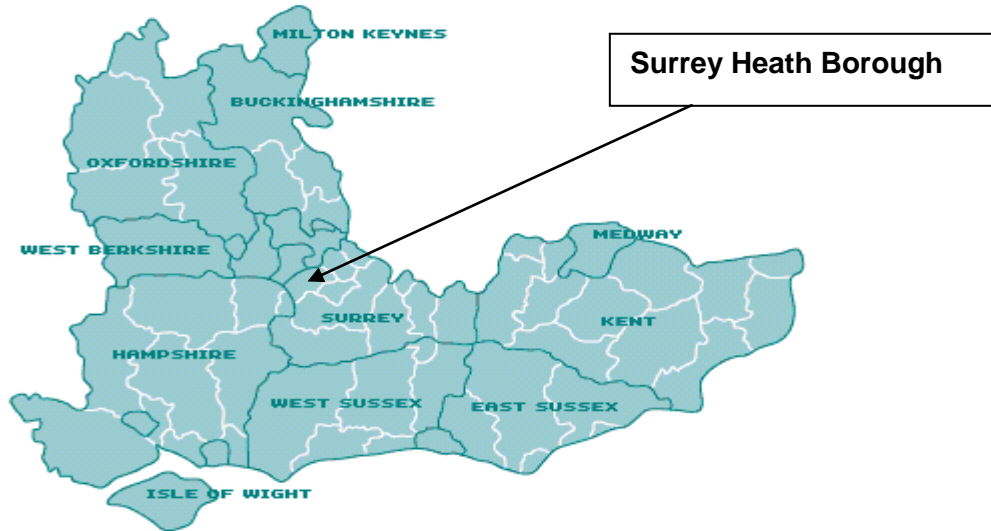 MILTON KEYNES
Surrey Heath Borough
BUCKINGHAMSHIRE
OXFORDSHIRE
WEST BERKSHIRE
MEDWAY
SURREY
KENT
HAMPSHIRE
WEST SUSSEX
EAST SUSSEX
ISLE OF WIGHT